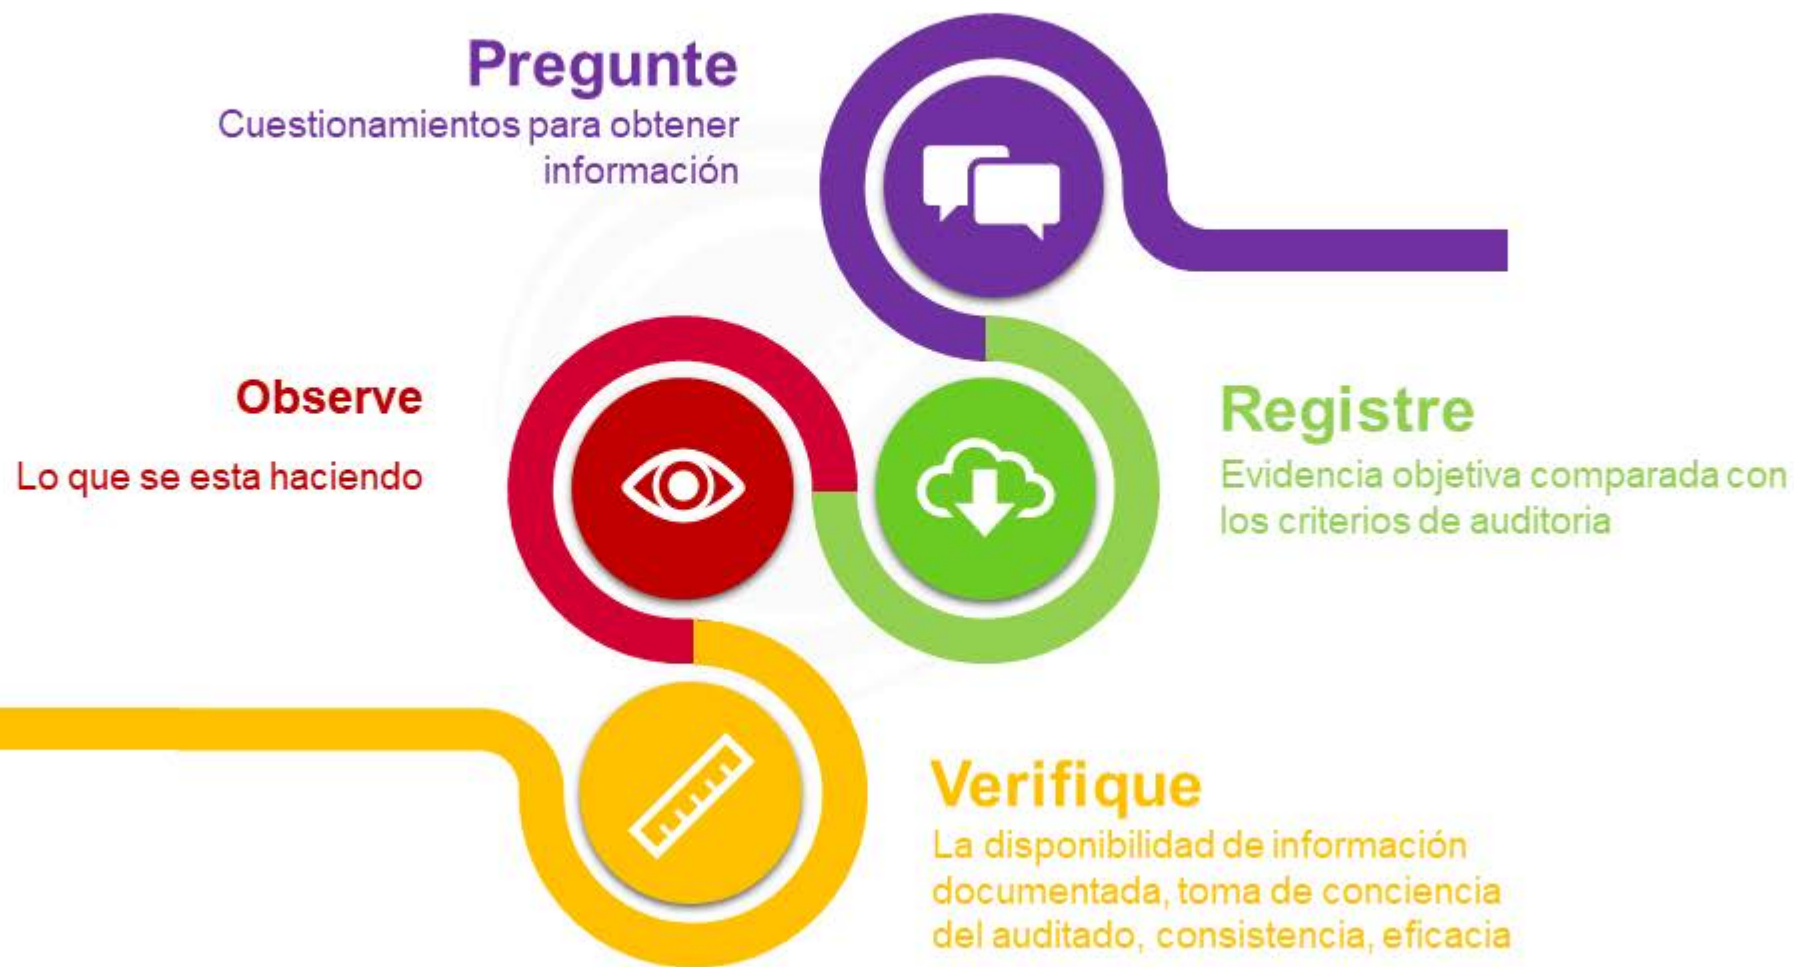 Pregunte
Cuestionamientos para obtener
información
Observe
Lo que se esta haciendo
Registre
Evidencia objetiva comparada con
los criterios de auditoria
Verifique
La disponibilidad de información
documentada, toma de conciencia
del auditado, consistencia, eficacia